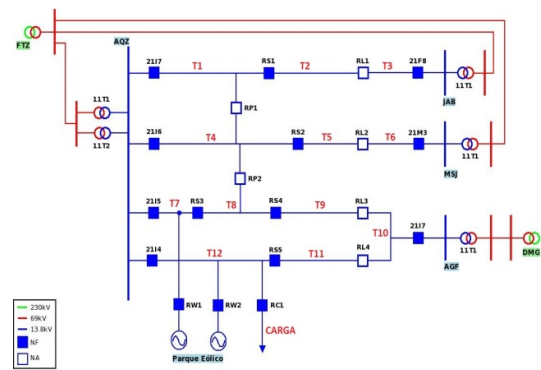 FTZ
AQZ
21I7
T1
RS1
T2
RL1
T3
21F8
11T1
JAB
11T1
11T2
RP1
21I6
T4
RS2
T5
RL2
T6
21M3
11T1
MSJ
RP2
21I5
T7
RS3
T8
RS4
T9
RL3
T10
21I7
11T1
AGF
DMG
21I4
T12
RS5
T11
RL4
RW1
RW2
RC1
CARGA
Parque Eólico
230kV
69kV
13.8kV
NF
NA